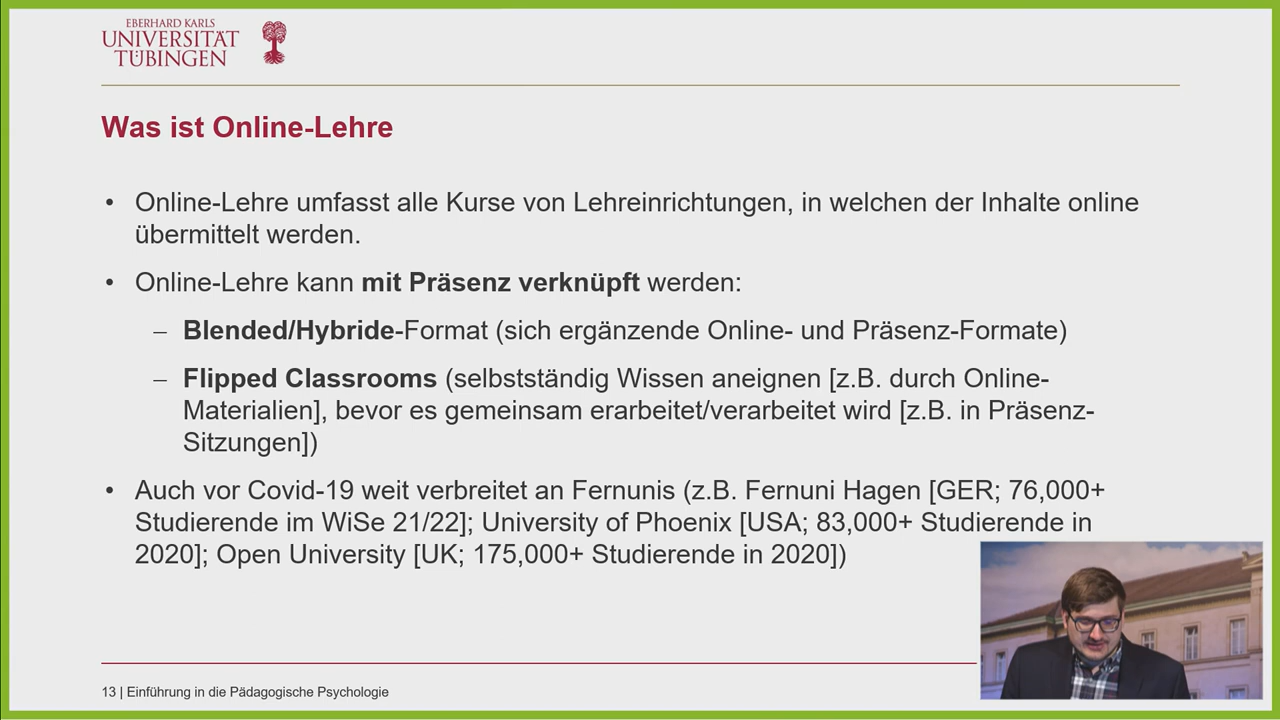 EBERHARD KARLS
UNIVERSITÄT
TÜBINGEN
Was ist Online-Lehre
• Online-Lehre umfasst alle Kurse von Lehreinrichtungen, in welchen der Inhalte online
übermittelt werden.
• Online-Lehre kann mit Präsenz verknüpft werden:
– Blended/Hybride-Format (sich ergänzende Online- und Präsenz-Formate)
– Flipped Classrooms (selbstständig Wissen aneignen [z.B. durch Online-
Materialien], bevor es gemeinsam erarbeitet/verarbeitet wird [z.B. in Präsenz-
Sitzungen])
• Auch vor Covid-19 weit verbreitet an Fernunis (z.B. Fernuni Hagen [GER; 76,000+
Studierende im WiSe 21/22]; University of Phoenix [USA; 83,000+ Studierende in
2020]; Open University [UK; 175,000+ Studierende in 2020])
13 | Einführung in die Pädagogische Psychologie